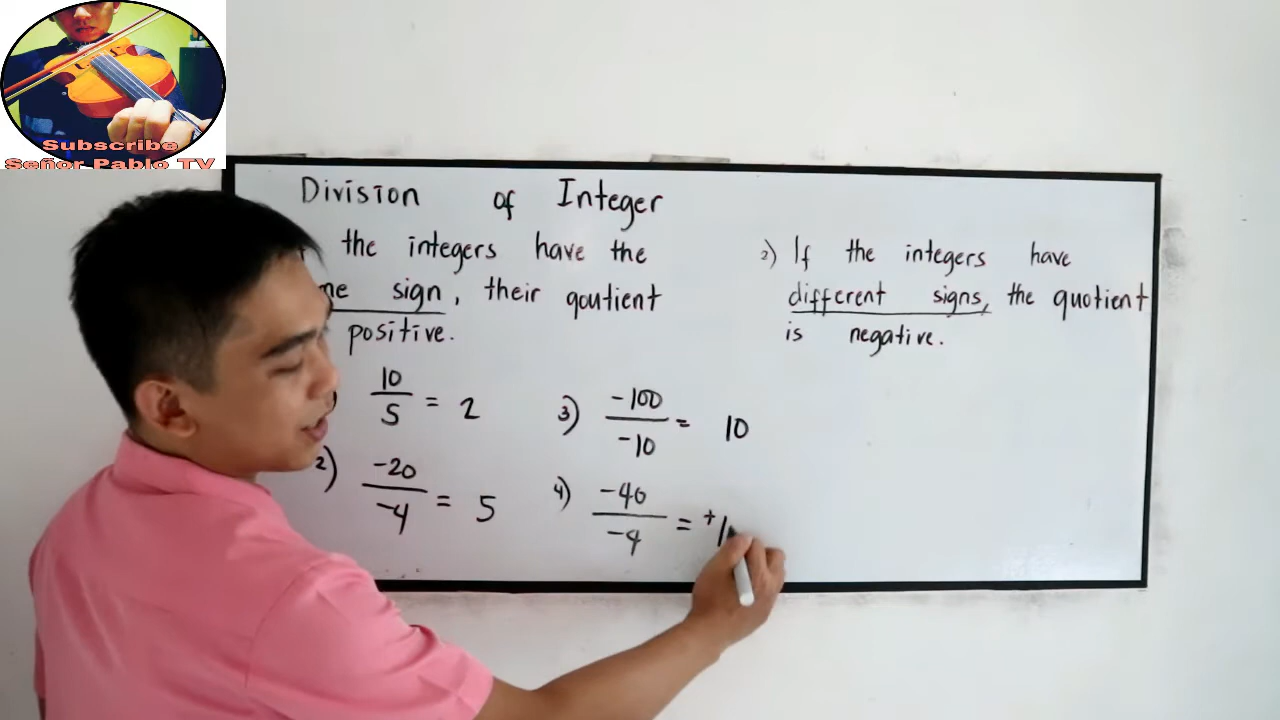 Subscribe
Señor Pablo TV
Division of Integer
the integers have the
me sign, their qoutient
positive.
10/5 = 2
2) -20/-4 = 5
3) -100/-10 = 10
4) -40/-4 = +1
2) If the integers have
different signs, the quotient
is negative.